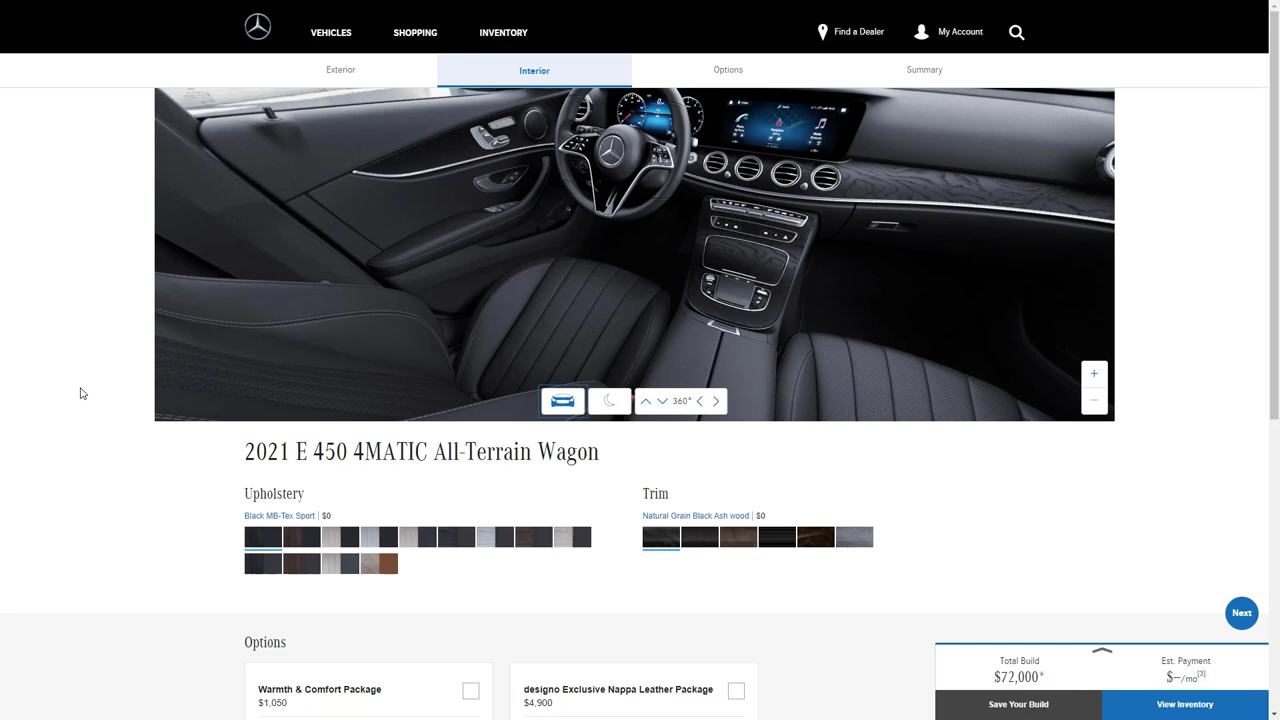 VEHICLES SHOPPING INVENTORY Find a Dealer My Account
Exterior Interior Options Summary
360°
+
−
2021 E 450 4MATIC All-Terrain Wagon
Upholstery
Black MB-Tex Sport | $0
Trim
Natural Grain Black Ash wood | $0
Next
Options
Warmth & Comfort Package
$1,050
designo Exclusive Nappa Leather Package
$4,900
Total Build
$72,000*
Est. Payment
$--/mo[3]
Save Your Build
View Inventory